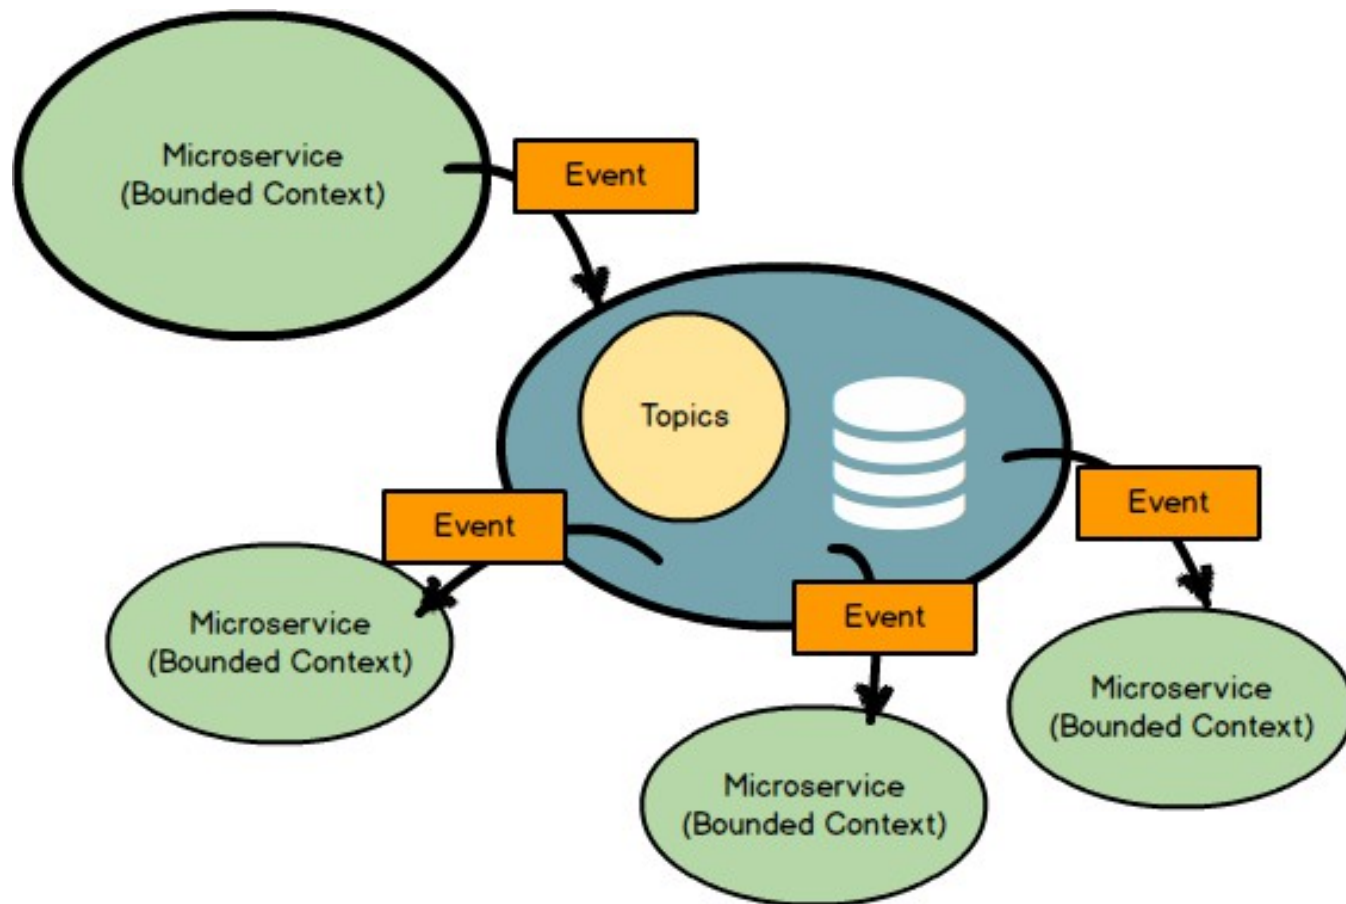 Microservice
(Bounded Context)
Event
Topics
Event
Event
Event
Microservice
(Bounded Context)
Microservice
(Bounded Context)
Microservice
(Bounded Context)